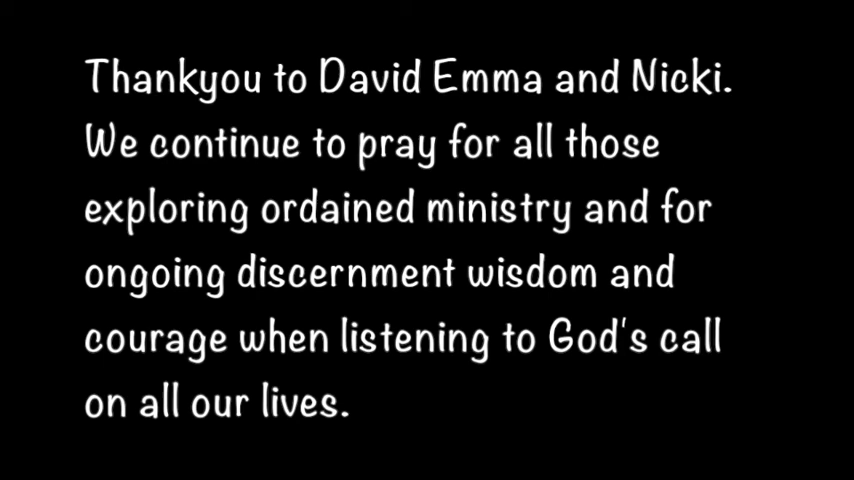 Thankyou to David Emma and Nicki.
We continue to pray for all those
exploring ordained ministry and for
ongoing discernment wisdom and
courage when listening to God's call
on all our lives.